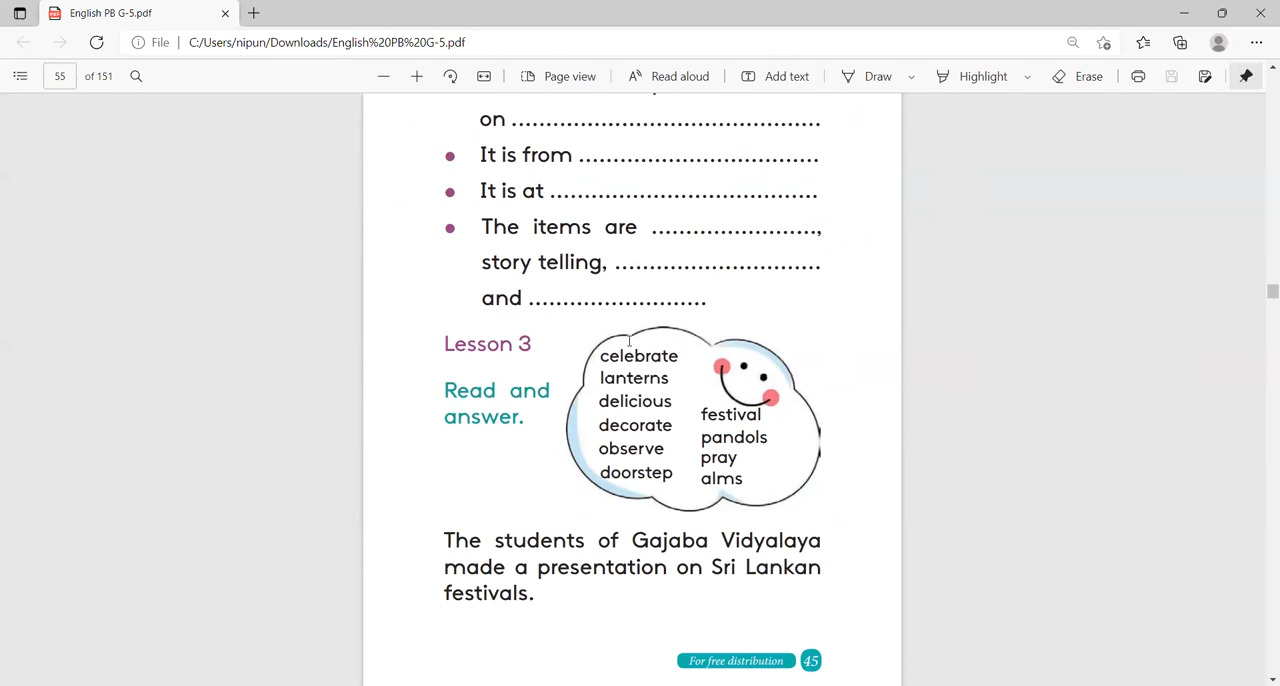 English PB G-5.pdf
File C:/Users/nipun/Downloads/English%20PB%20G-5.pdf
55 of 151 Page view Read aloud Add text Draw Highlight Erase
on ............................................
It is from ..................................
It is at ......................................
The items are ........................,
story telling, .............................
and .........................
Lesson 3
Read and
answer.
celebrate
lanterns
delicious
decorate
observe
doorstep
festival
pandols
pray
alms
The students of Gajaba Vidyalaya
made a presentation on Sri Lankan
festivals.
For free distribution 45